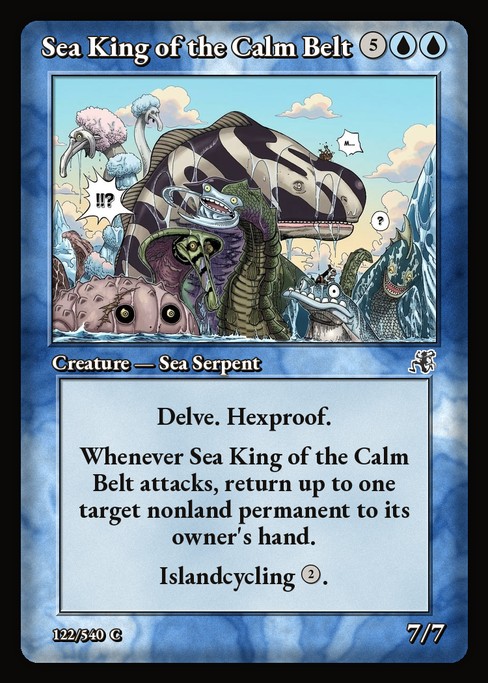 Sea King of the Calm Belt 5
M...
!!?
?
Creature — Sea Serpent
Delve. Hexproof.
Whenever Sea King of the Calm
Belt attacks, return up to one
target nonland permanent to its
owner's hand.
Islandcycling 2.
122/540 C
7/7